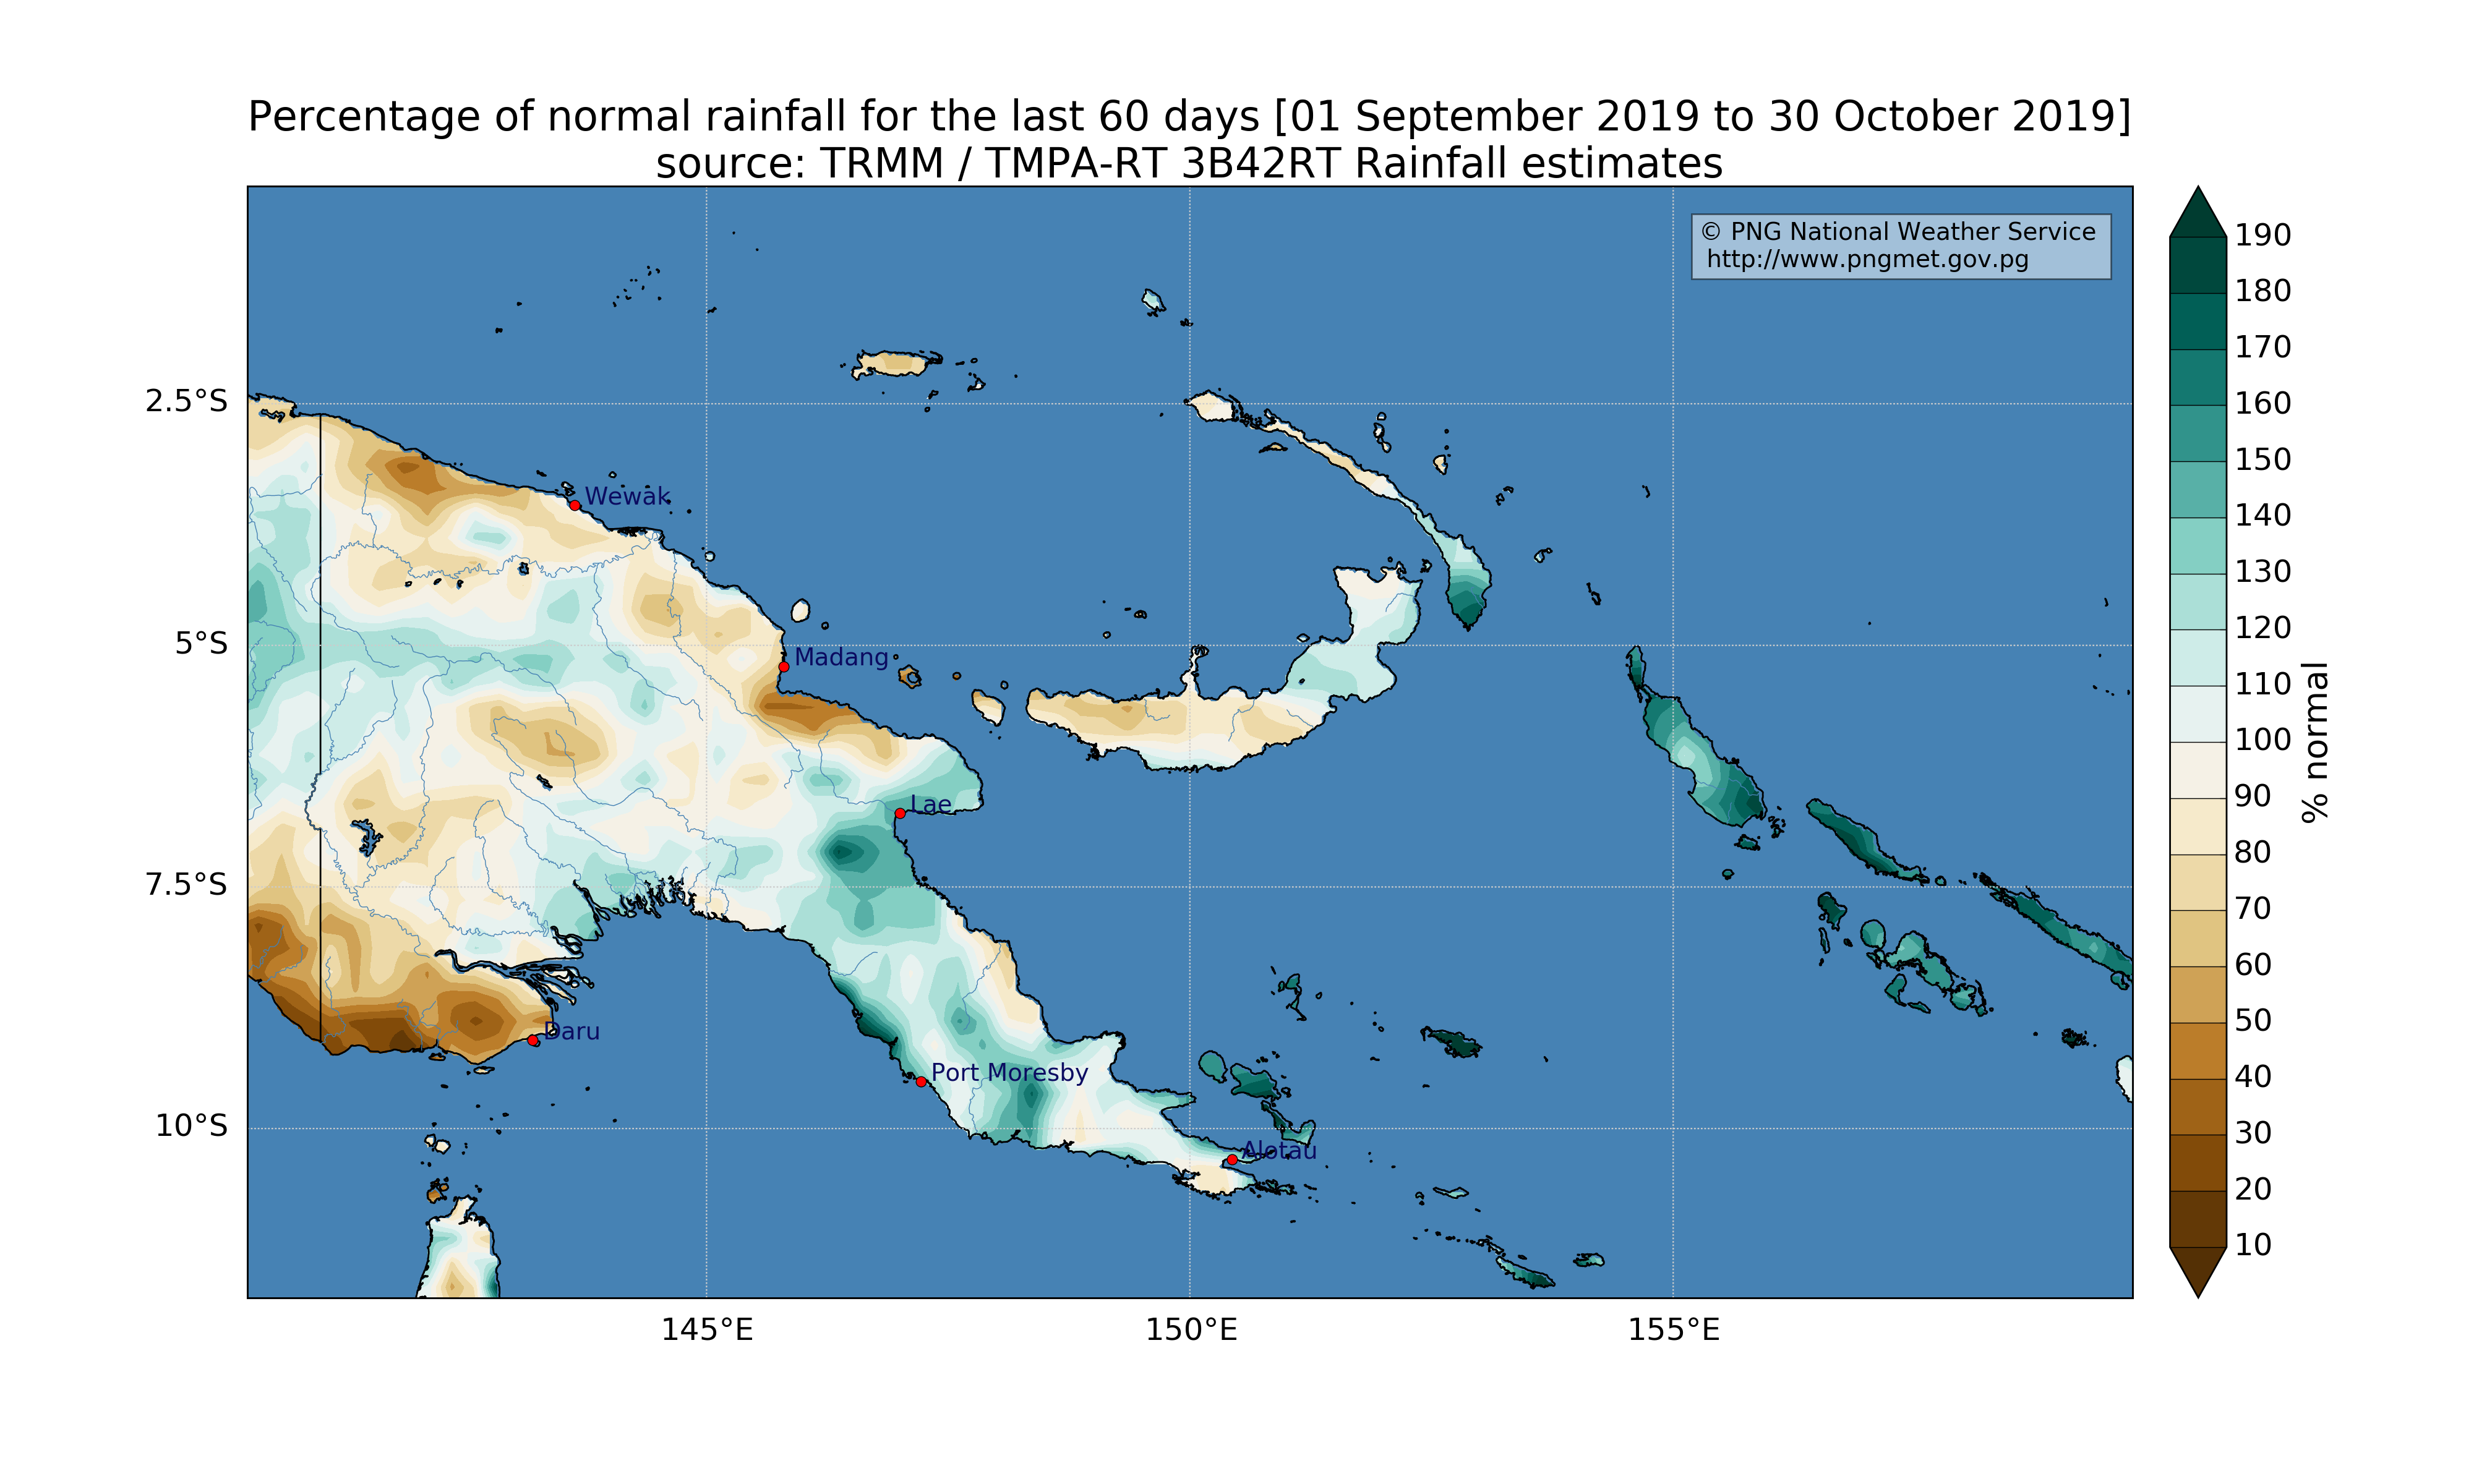 Percentage of normal rainfall for the last 60 days [01 September 2019 to 30 October 2019]
source: TRMM / TMPA-RT 3B42RT Rainfall estimates
© PNG National Weather Service
http://www.pngmet.gov.pg
2.5°S
5°S
7.5°S
10°S
Wewak
Madang
Lae
Daru
Port Moresby
Alotau
145°E
150°E
155°E
190
180
170
160
150
140
130
120
110
100
90
80
70
60
50
40
30
20
10
% normal